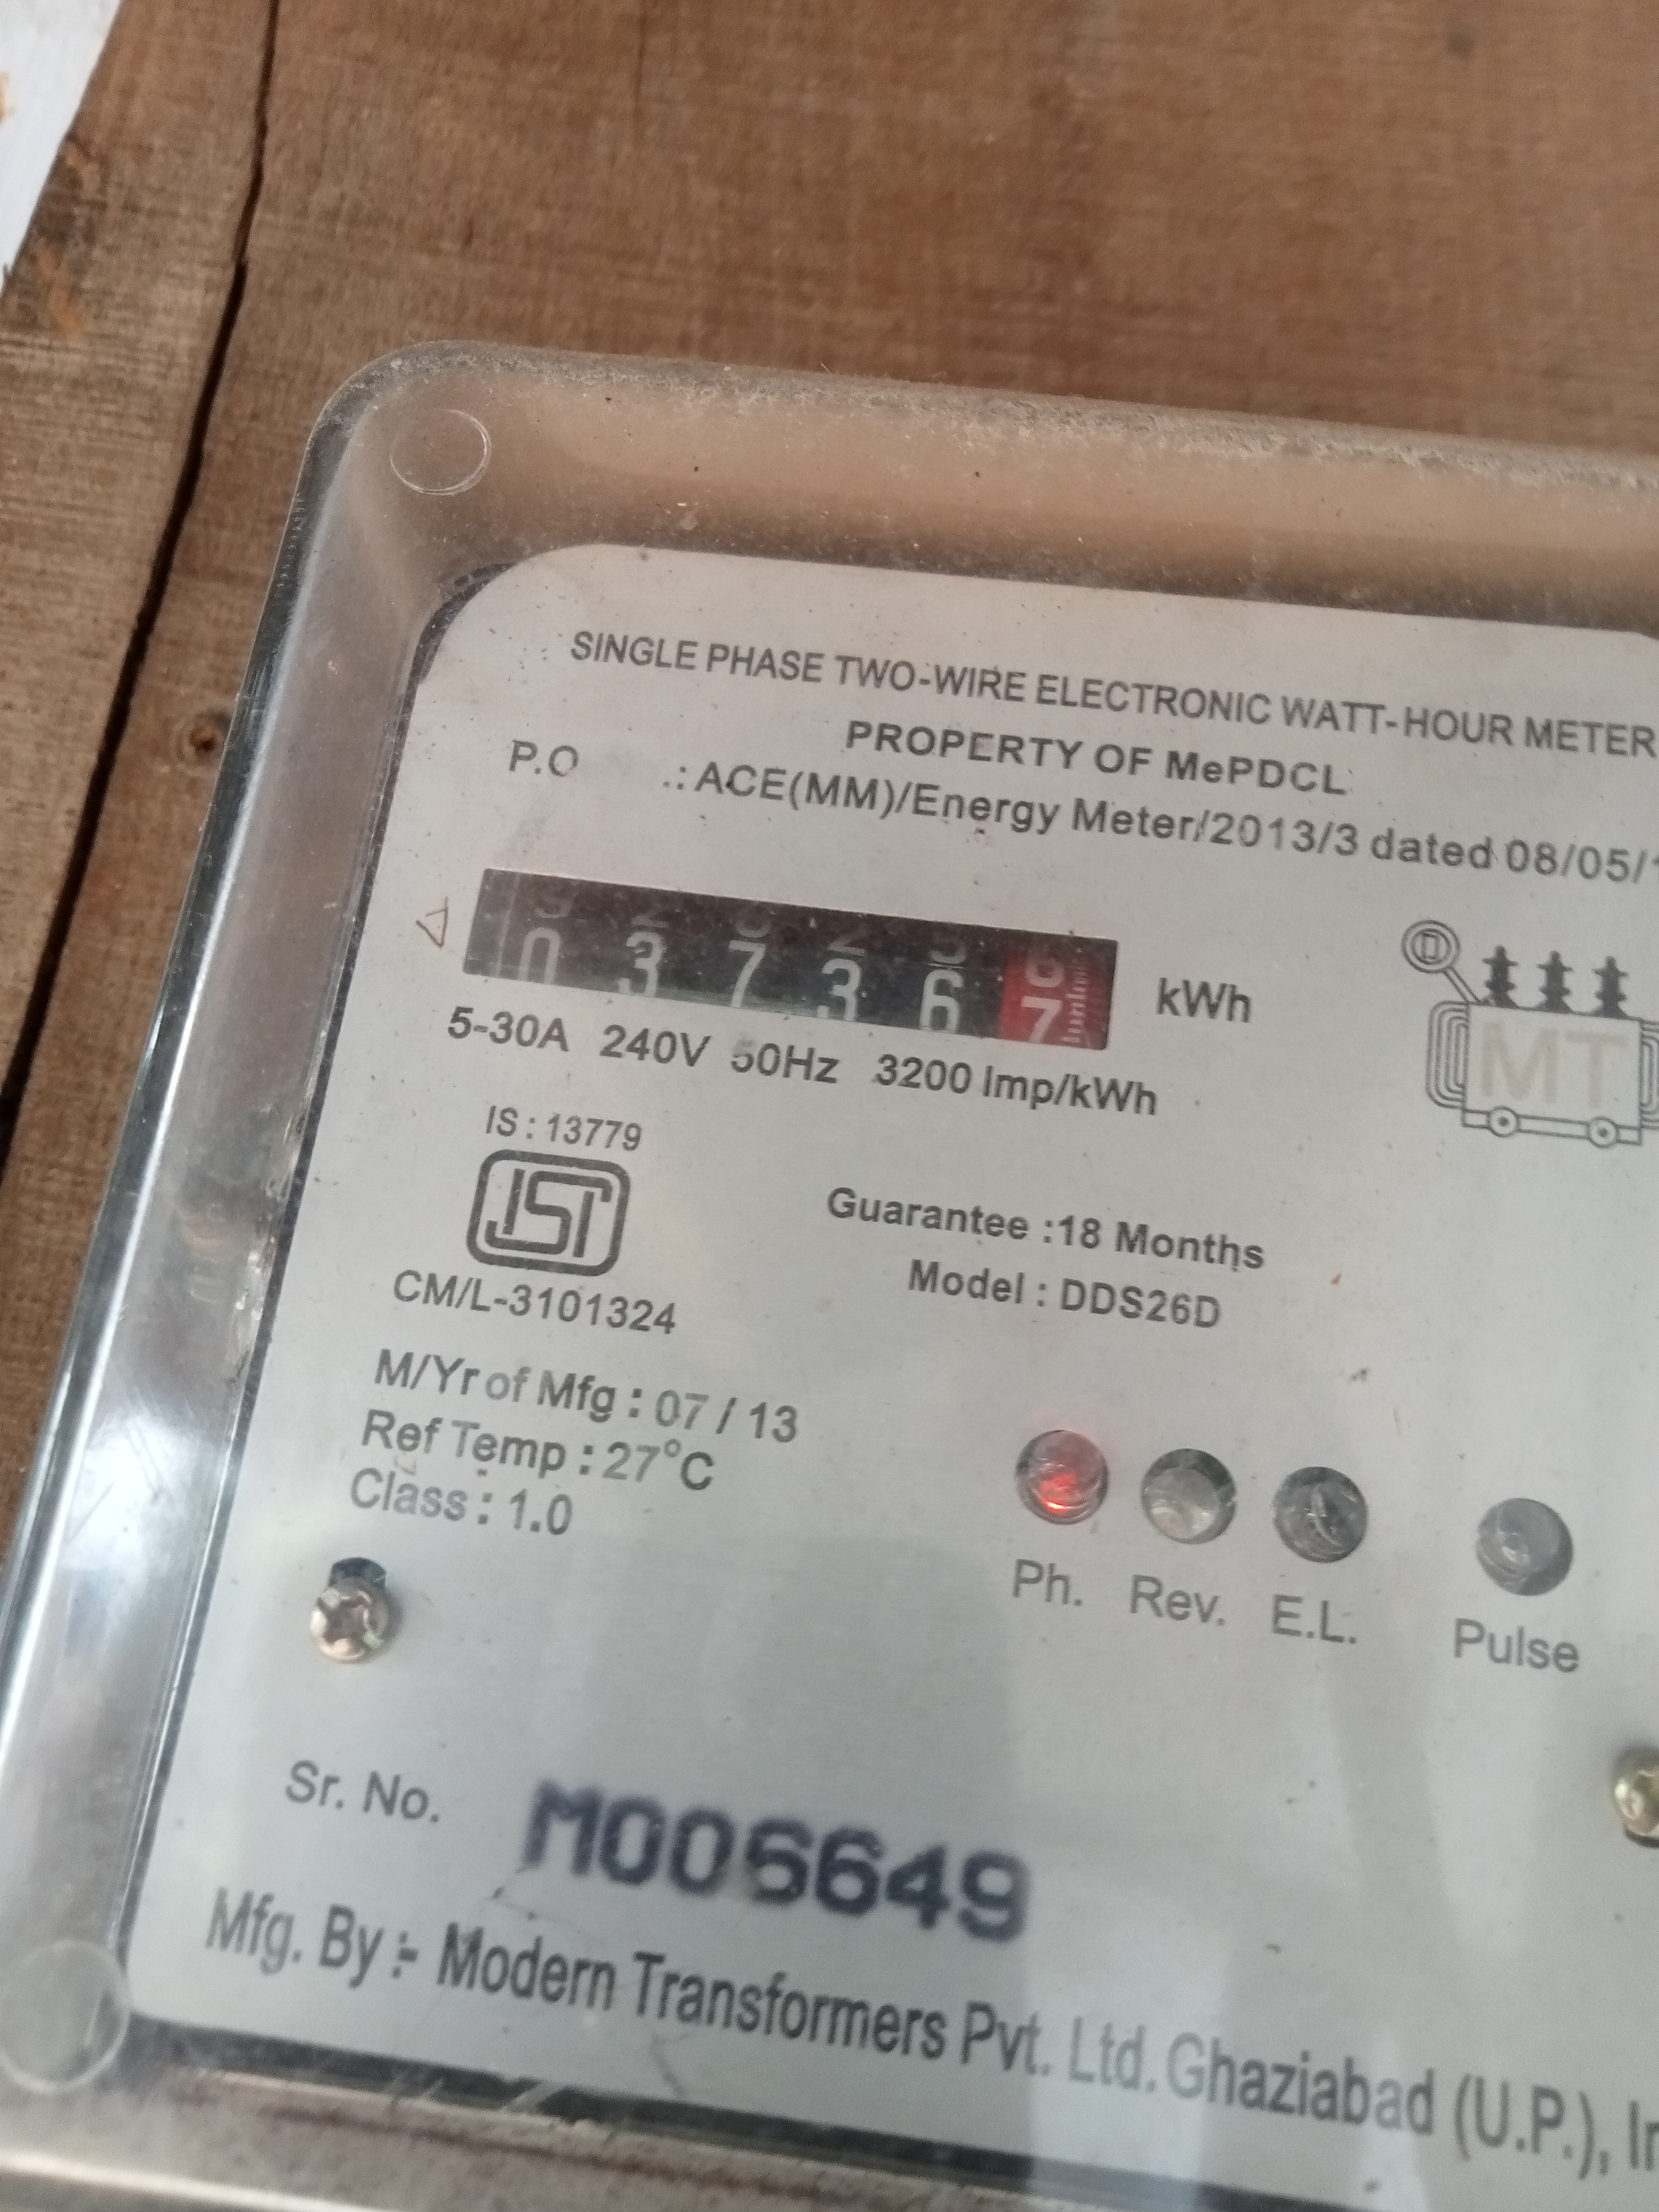 SINGLE PHASE TWO-WIRE ELECTRONIC WATT-HOUR METER
PROPERTY OF MePDCL
P.O .: ACE(MM)/Energy Meter/2013/3 dated 08/05/1
0 3 7 3 6 7 kWh
5-30A 240V 50Hz 3200 Imp/kWh
MT
IS : 13779
ISI
CM/L-3101324
Guarantee :18 Months
Model : DDS26D
M/Yr of Mfg : 07 / 13
Ref Temp : 27°C
Class : 1.0
Ph. Rev. E.L. Pulse
Sr. No. M006649
Mfg. By :- Modern Transformers Pvt. Ltd. Ghaziabad (U.P.), In